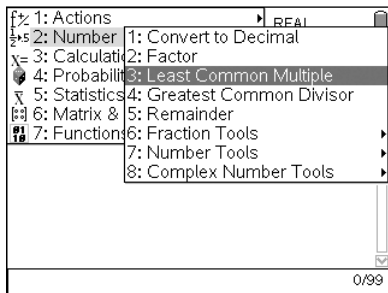 1: Actions
REAL
2: Number
1: Convert to Decimal
3: Calculati
2: Factor
4: Probabilit
3: Least Common Multiple
5: Statistics
4: Greatest Common Divisor
6: Matrix &
5: Remainder
7: Functions
6: Fraction Tools
7: Number Tools
8: Complex Number Tools
0/99